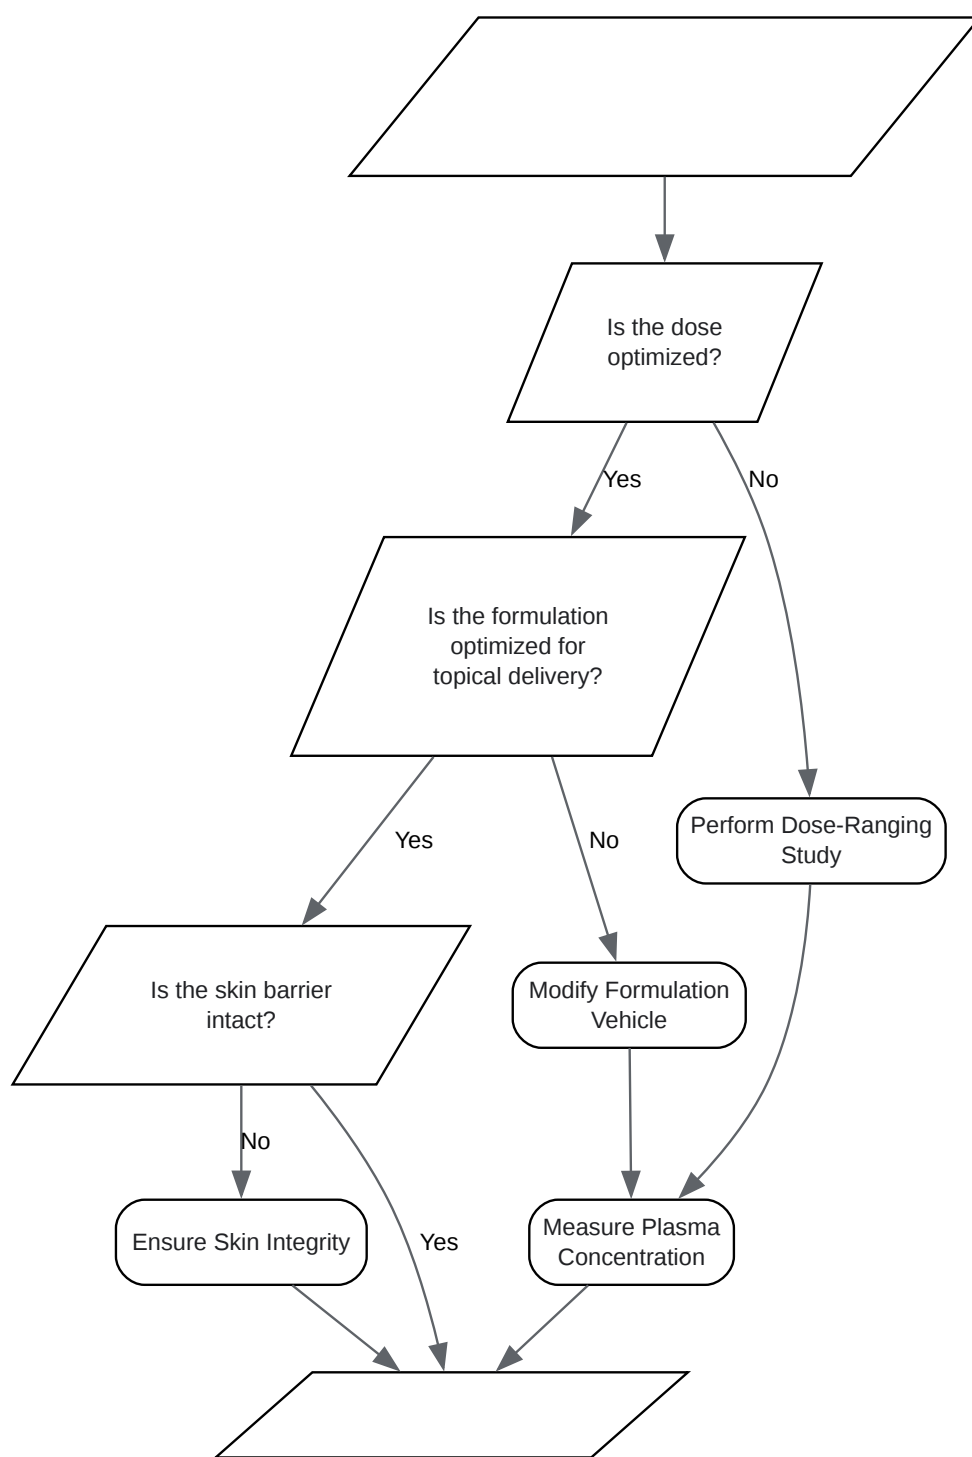 Is the dose
optimized?
Yes
No
Is the formulation
optimized for
topical delivery?
Yes
No
Perform Dose-Ranging
Study
Is the skin barrier
intact?
Modify Formulation
Vehicle
No
Yes
Ensure Skin Integrity
Measure Plasma
Concentration